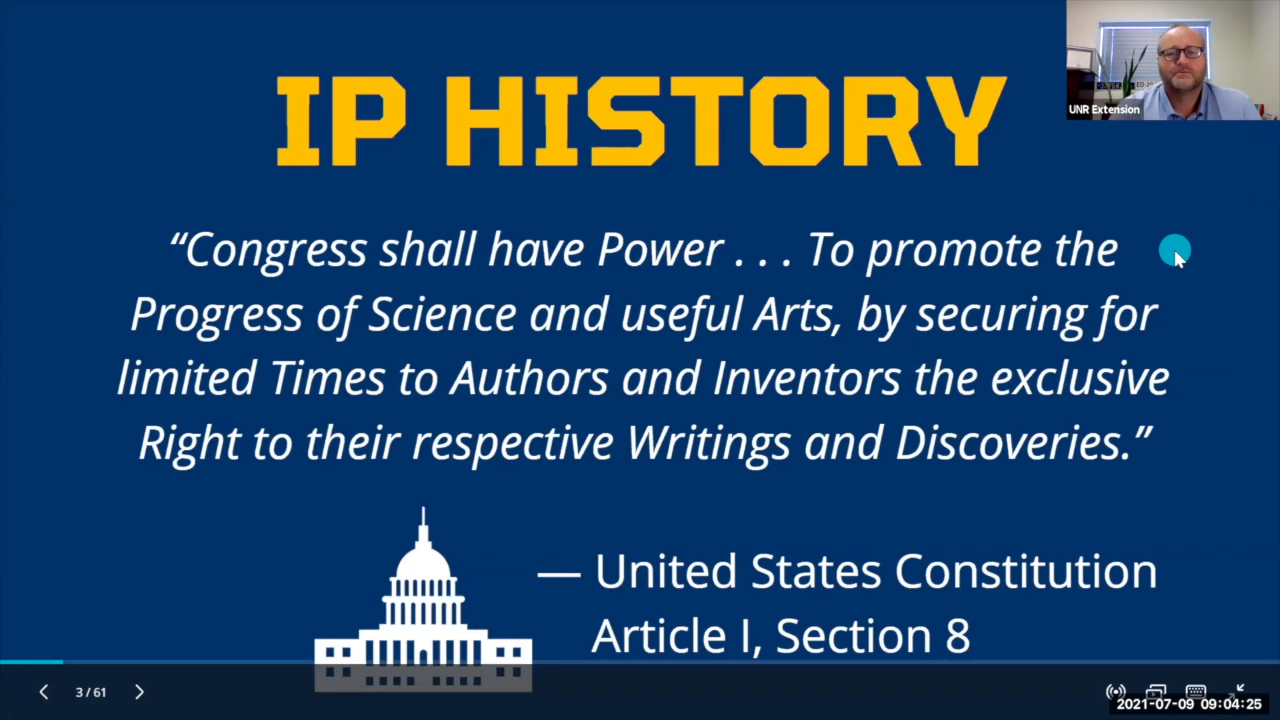 IP HISTORY
UNR Extension
“Congress shall have Power . . . To promote the
Progress of Science and useful Arts, by securing for
limited Times to Authors and Inventors the exclusive
Right to their respective Writings and Discoveries.”
— United States Constitution
Article I, Section 8
3 / 61
2021-07-09 09:04:25